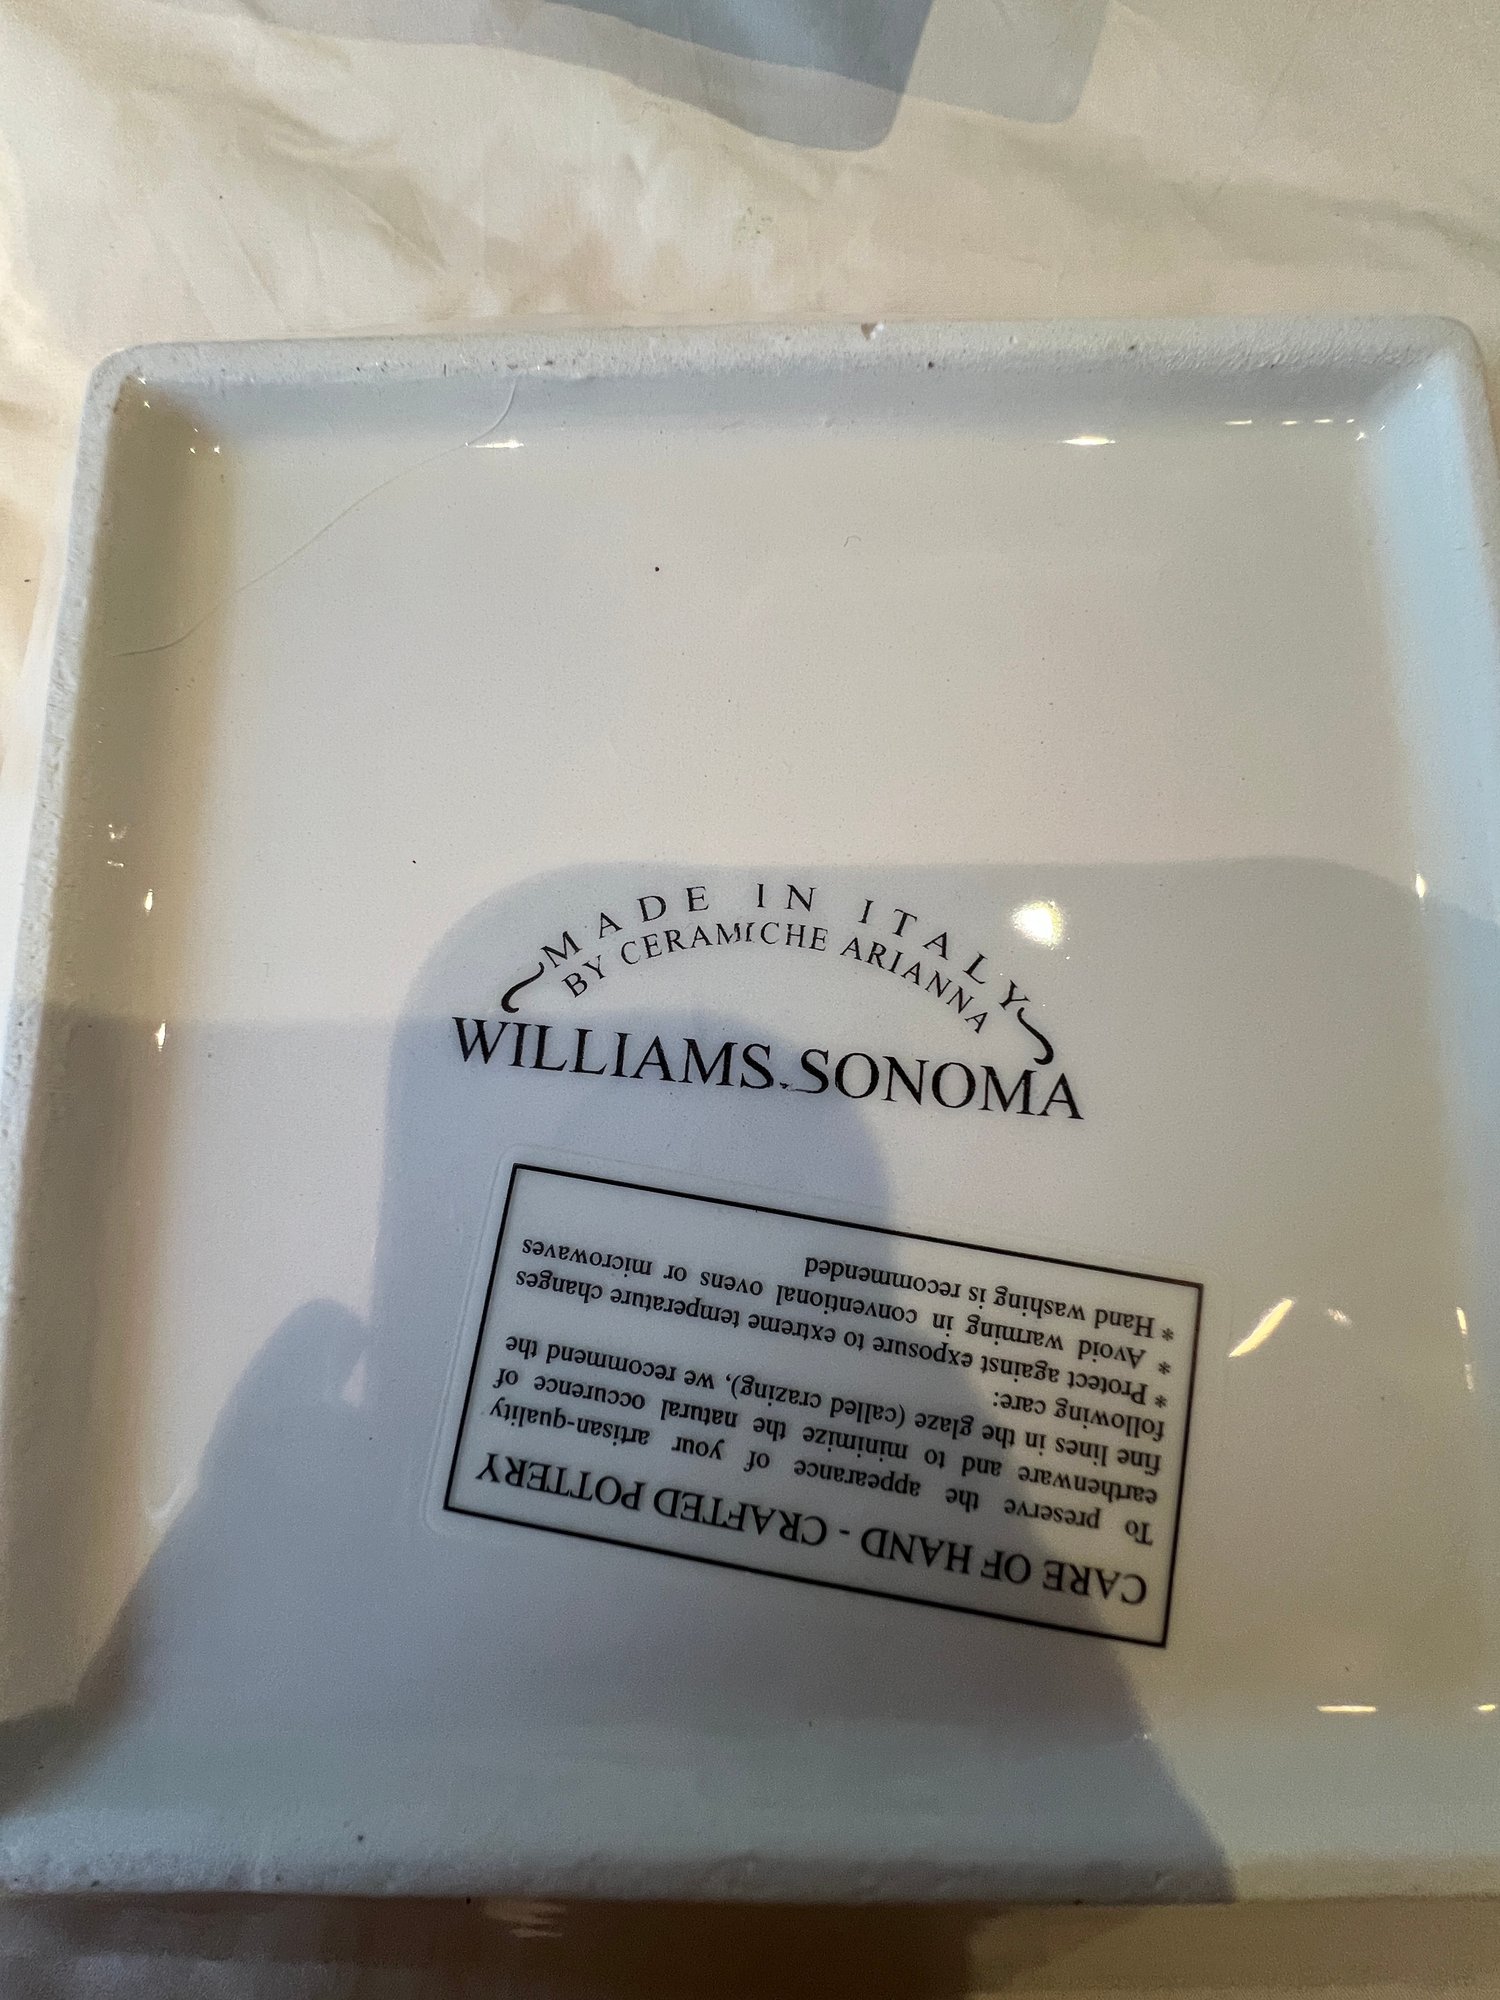 MADE IN ITALY
BY CERAMICHE ARIANNA
WILLIAMS-SONOMA
CARE OF HAND - CRAFTED POTTERY
To preserve the appearance of your artisan-quality
earthenware and to minimize the natural occurence of
fine lines in the glaze (called crazing), we recommend the
following care:
* Protect against exposure to extreme temperature changes
* Avoid warming in conventional ovens or microwaves
* Hand washing is recommended